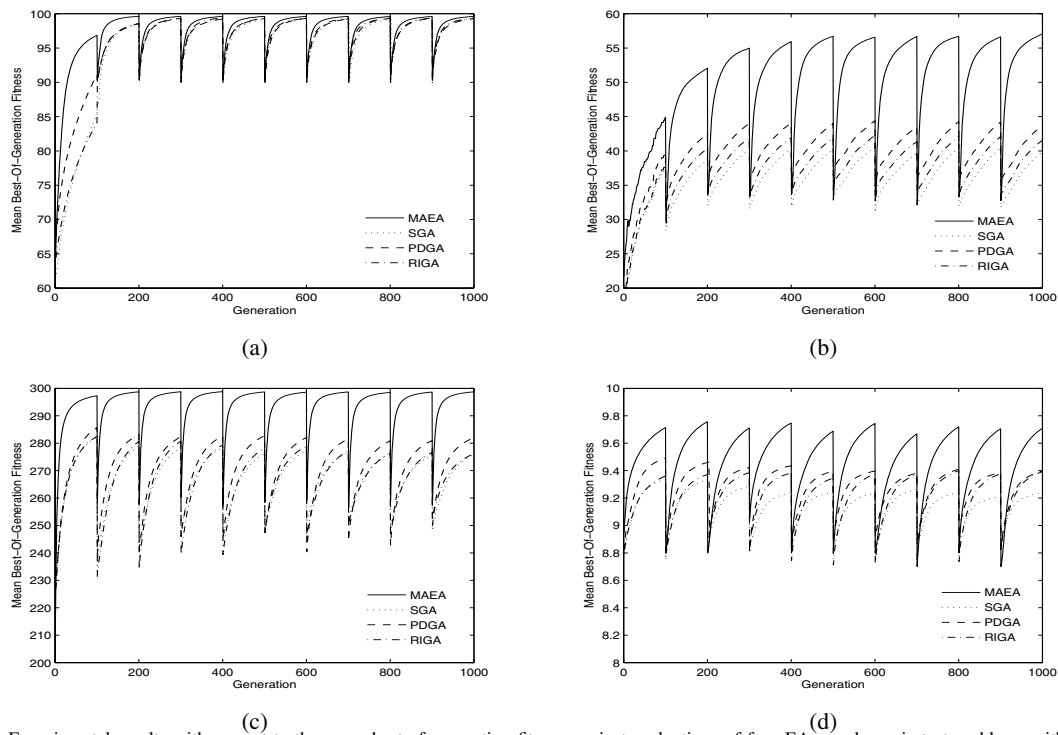 100
95
90
85
80
75
70
65
60
Mean Best-Of-Generation Fitness
MAEA
SGA
PDGA
RIGA
0 200 400 600 800 1000
Generation
(a)
60
55
50
45
40
35
30
25
20
Mean Best-Of-Generation Fitness
MAEA
SGA
PDGA
RIGA
0 200 400 600 800 1000
Generation
(b)
300
290
280
270
260
250
240
230
220
210
200
Mean Best-Of-Generation Fitness
MAEA
SGA
PDGA
RIGA
0 200 400 600 800 1000
Generation
(c)
10
9.8
9.6
9.4
9.2
9
8.8
8.6
8.4
8.2
8
Mean Best-Of-Generation Fitness
MAEA
SGA
PDGA
RIGA
0 200 400 600 800 1000
Generation
(d)